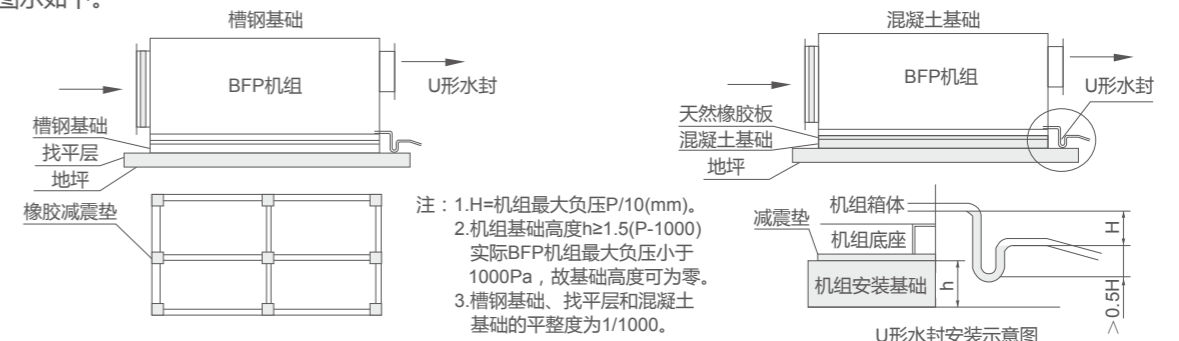 图示如下。
槽钢基础
BFP机组
U形水封
槽钢基础
找平层
地坪
橡胶减震垫
混凝土基础
BFP机组
U形水封
天然橡胶板
混凝土基础
地坪
注：1.H=机组最大负压P/10(mm)。
2.机组基础高度h≥1.5(P-1000)
实际BFP机组最大负压小于
1000Pa，故基础高度可为零。
3.槽钢基础、找平层和混凝土
基础的平整度为1/1000。
减震垫
机组箱体
机组底座
机组安装基础
h
H
＞0.5H
U形水封安装示意图